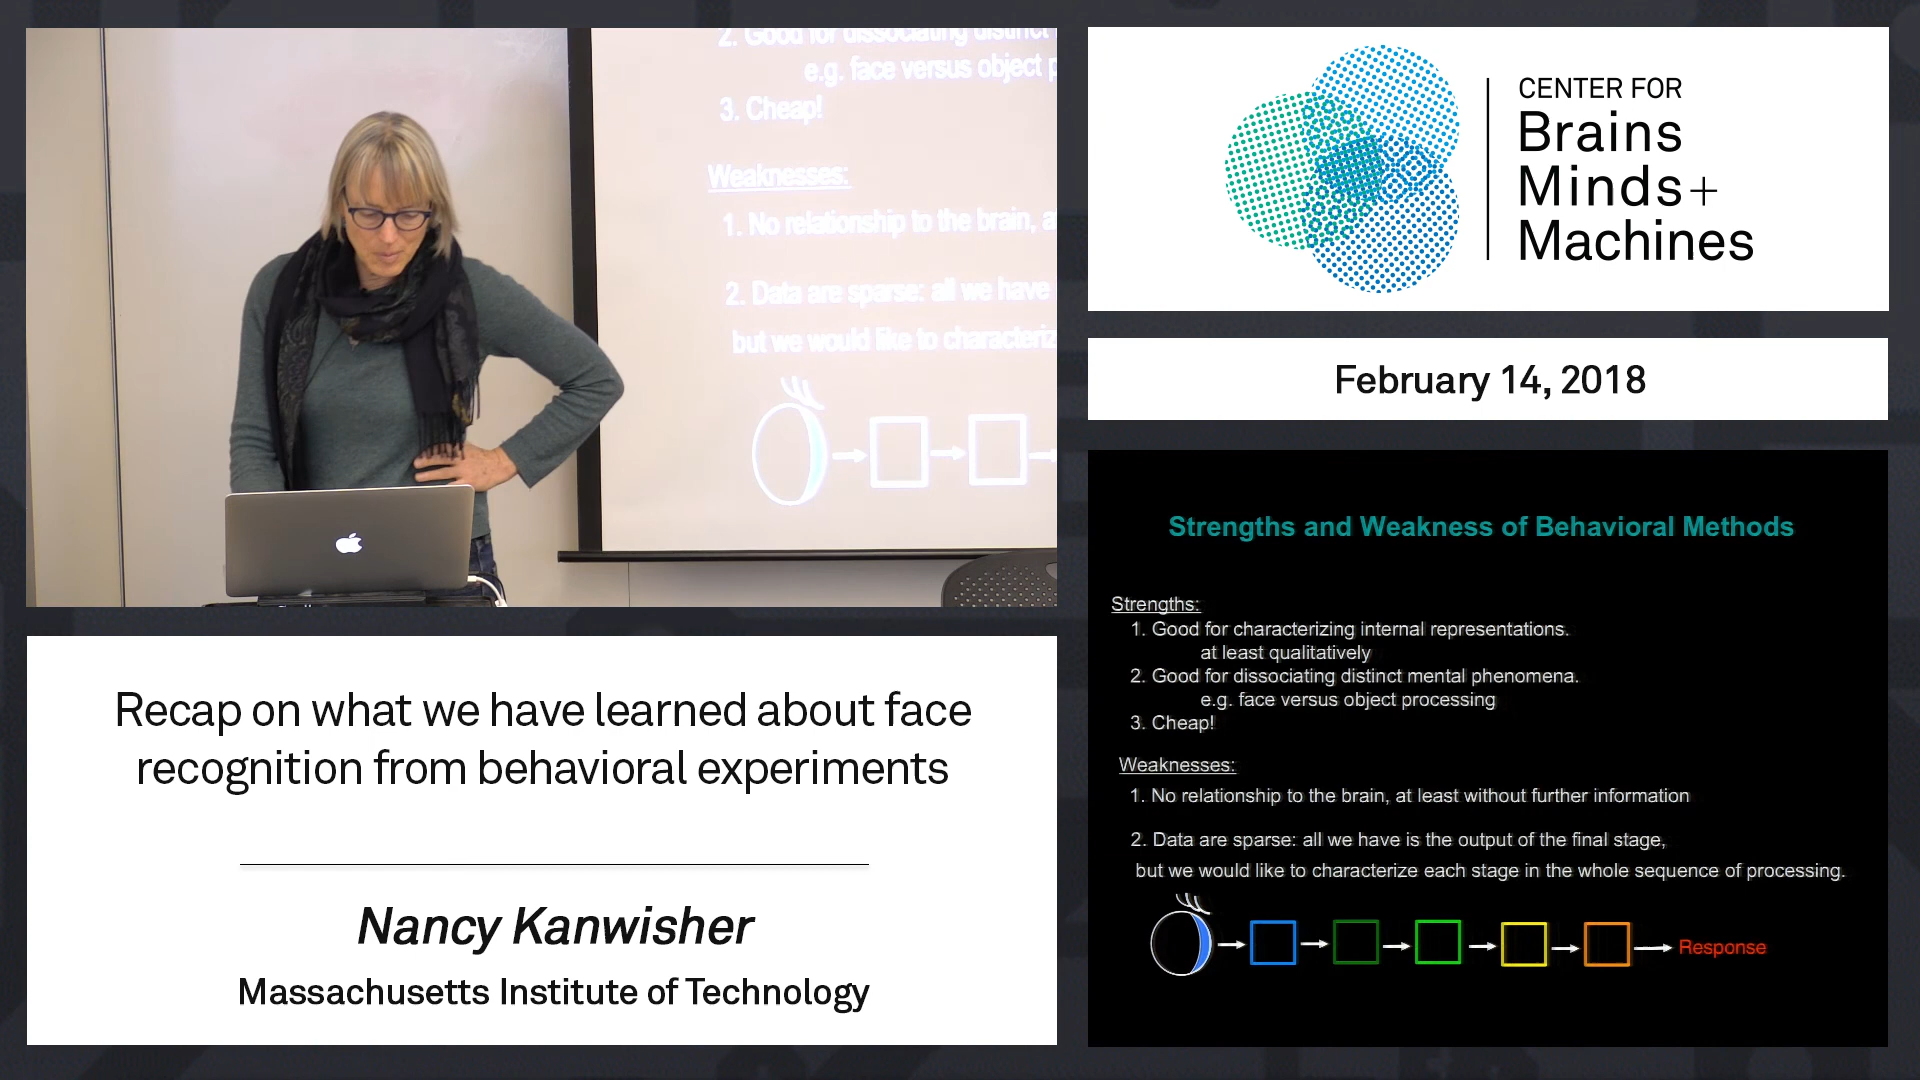 2. Good for dissociating distinct
e.g. face versus object
3. Cheap!
Weaknesses:
1. No relationship to the brain,
2. Data are sparse: all we have
but we would like to characteriz
CENTER FOR
Brains
Minds+
Machines
February 14, 2018
Recap on what we have learned about face
recognition from behavioral experiments
Nancy Kanwisher
Massachusetts Institute of Technology
Strengths and Weakness of Behavioral Methods
Strengths:
1. Good for characterizing internal representations.
at least qualitatively
2. Good for dissociating distinct mental phenomena.
e.g. face versus object processing
3. Cheap!
Weaknesses:
1. No relationship to the brain, at least without further information
2. Data are sparse: all we have is the output of the final stage,
but we would like to characterize each stage in the whole sequence of processing.
Response